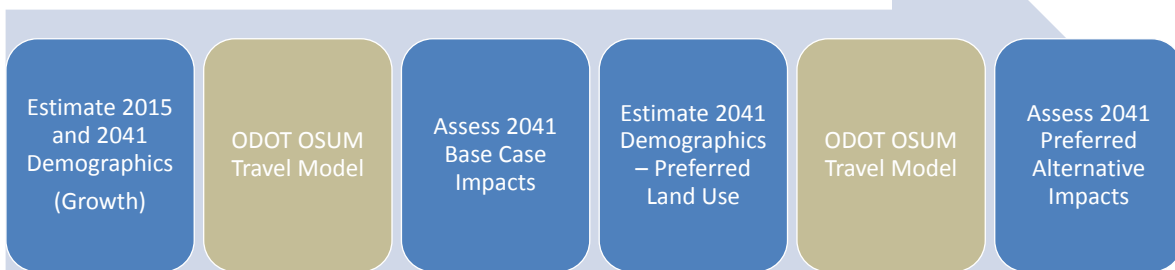 Estimate 2015
and 2041
Demographics
(Growth)
ODOT OSUM
Travel Model
Assess 2041
Base Case
Impacts
Estimate 2041
Demographics
– Preferred
Land Use
ODOT OSUM
Travel Model
Assess 2041
Preferred
Alternative
Impacts